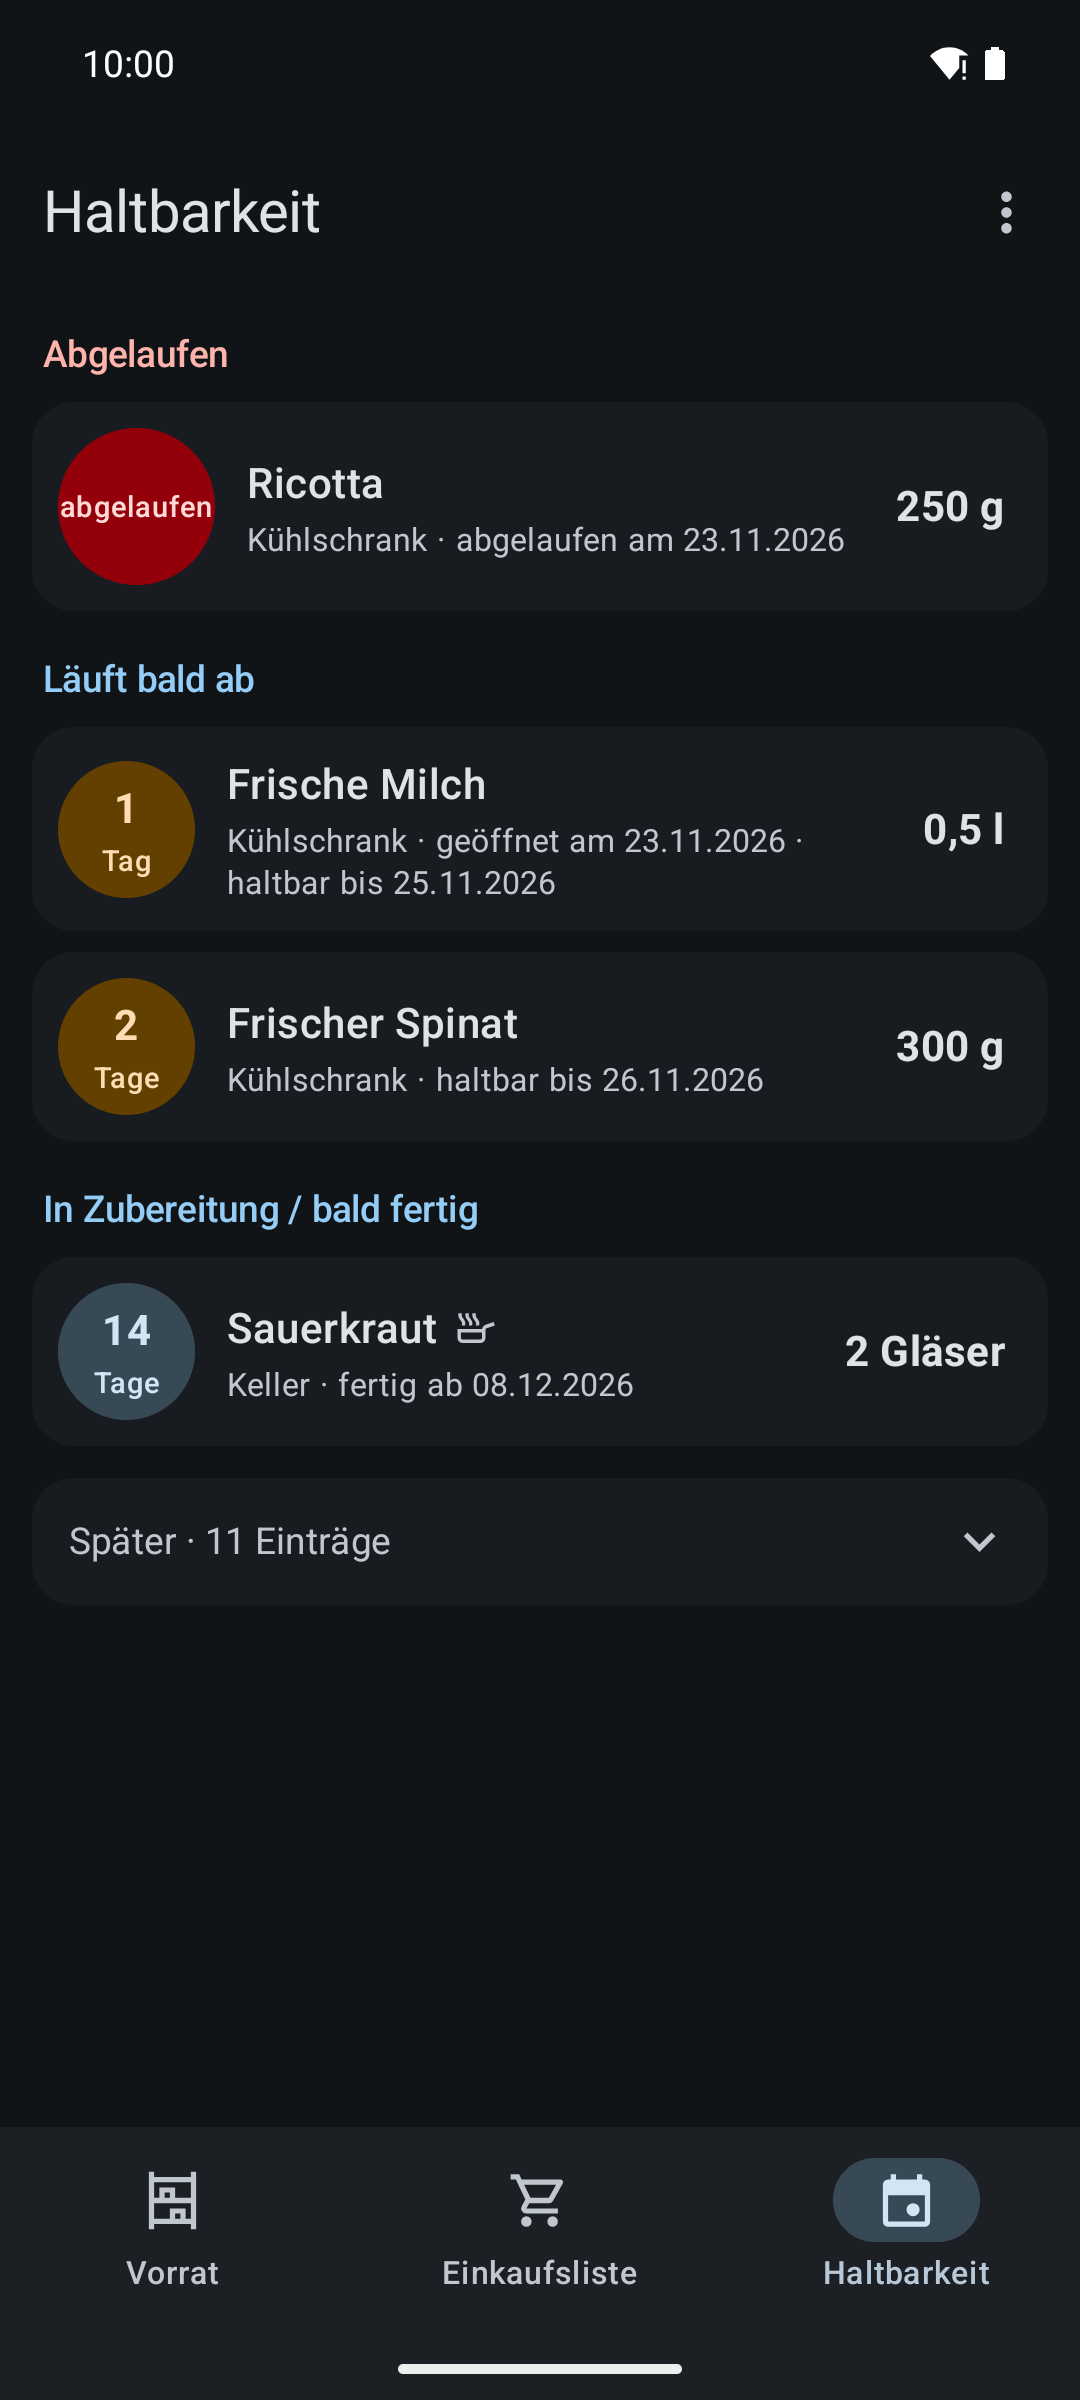 10:00
Haltbarkeit
Abgelaufen
abgelaufen
Ricotta
Kühlschrank · abgelaufen am 23.11.2026
250 g
Läuft bald ab
1
Tag
Frische Milch
Kühlschrank · geöffnet am 23.11.2026 ·
haltbar bis 25.11.2026
0,5 l
2
Tage
Frischer Spinat
Kühlschrank · haltbar bis 26.11.2026
300 g
In Zubereitung / bald fertig
14
Tage
Sauerkraut
Keller · fertig ab 08.12.2026
2 Gläser
Später · 11 Einträge
Vorrat
Einkaufsliste
Haltbarkeit